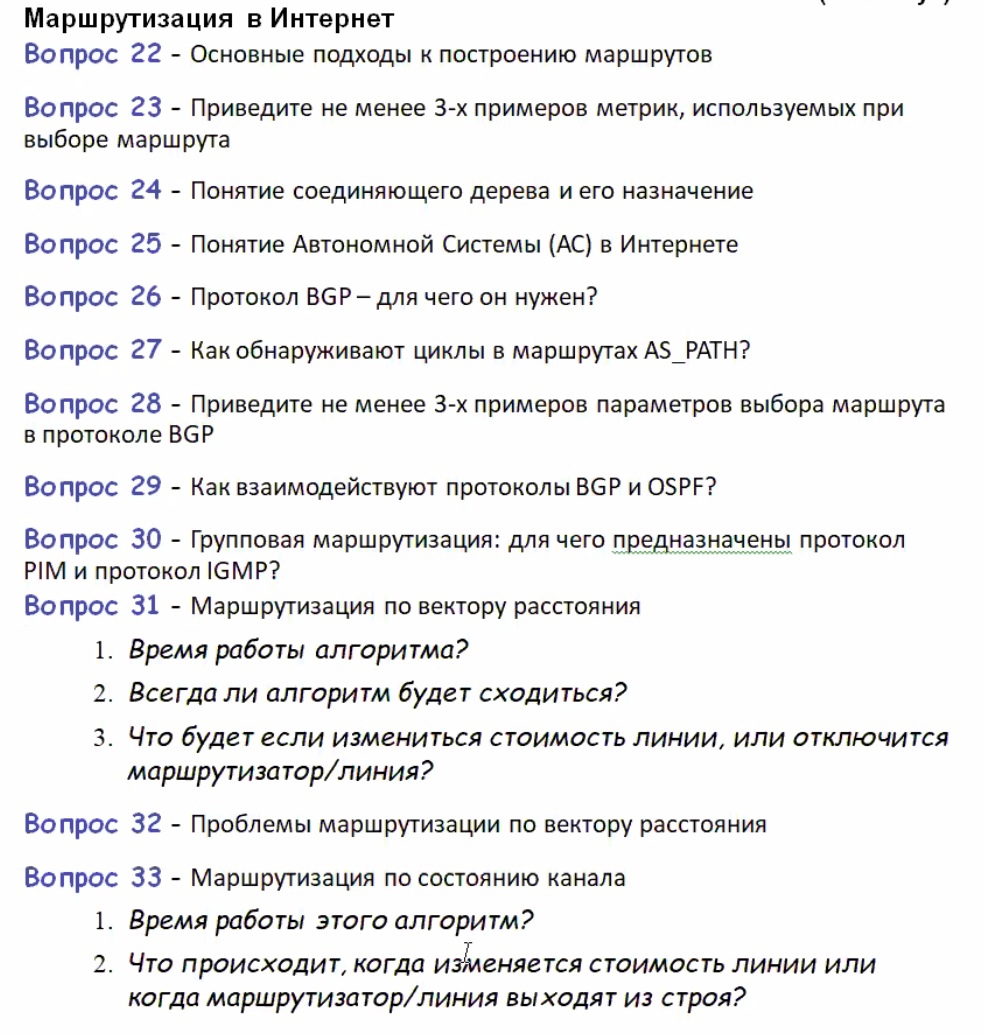 Маршрутизация в Интернет
Вопрос 22 - Основные подходы к построению маршрутов
Вопрос 23 - Приведите не менее 3-х примеров метрик, используемых при
выборе маршрута
Вопрос 24 - Понятие соединяющего дерева и его назначение
Вопрос 25 - Понятие Автономной Системы (АС) в Интернете
Вопрос 26 - Протокол BGP – для чего он нужен?
Вопрос 27 - Как обнаруживают циклы в маршрутах AS_PATH?
Вопрос 28 - Приведите не менее 3-х примеров параметров выбора маршрута
в протоколе BGP
Вопрос 29 - Как взаимодействуют протоколы BGP и OSPF?
Вопрос 30 - Групповая маршрутизация: для чего предназначены протокол
PIM и протокол IGMP?
Вопрос 31 - Маршрутизация по вектору расстояния
1. Время работы алгоритма?
2. Всегда ли алгоритм будет сходиться?
3. Что будет если измениться стоимость линии, или отключится
маршрутизатор/линия?
Вопрос 32 - Проблемы маршрутизации по вектору расстояния
Вопрос 33 - Маршрутизация по состоянию канала
1. Время работы этого алгоритм?
2. Что происходит, когда изменяется стоимость линии или
когда маршрутизатор/линия выходят из строя?